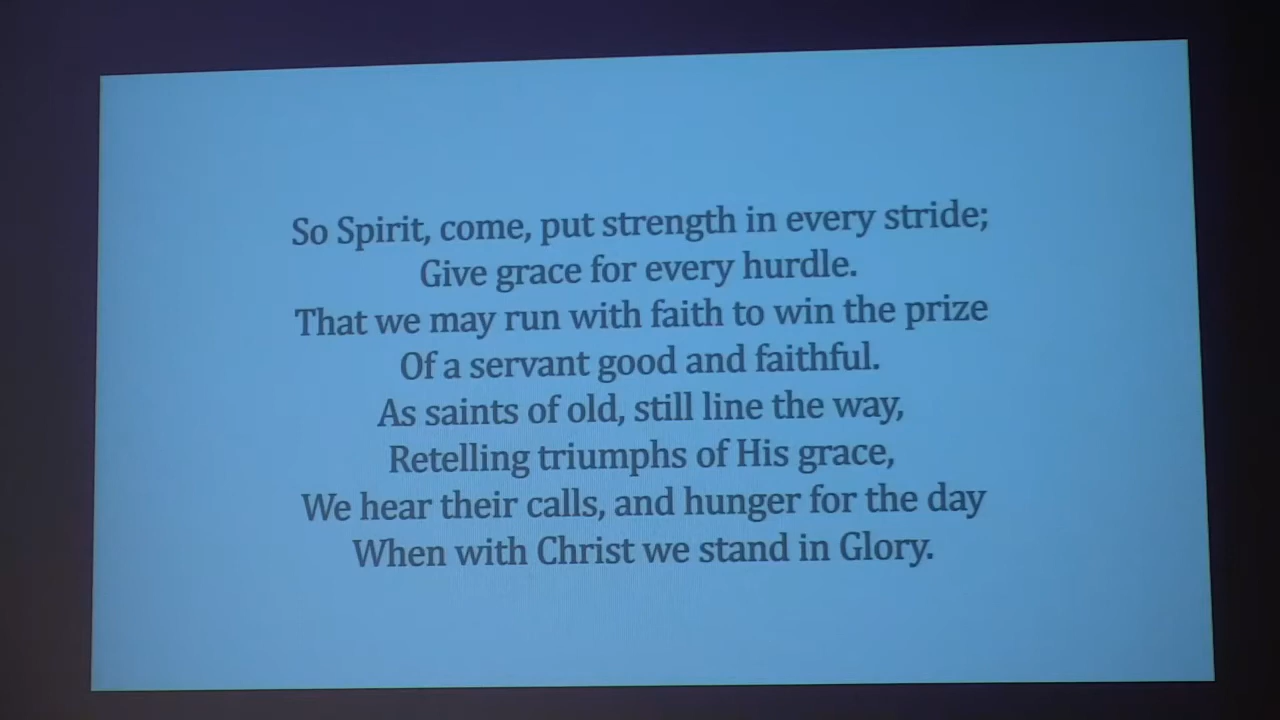 So Spirit, come, put strength in every stride;
Give grace for every hurdle.
That we may run with faith to win the prize
Of a servant good and faithful.
As saints of old, still line the way,
Retelling triumphs of His grace,
We hear their calls, and hunger for the day
When with Christ we stand in Glory.